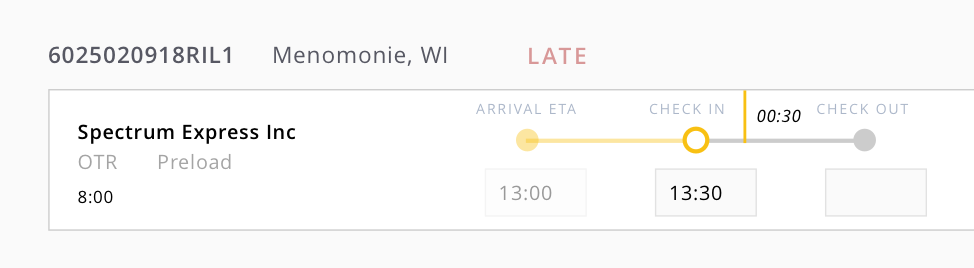 6025020918RIL1 Menomonie, WI LATE
ARRIVAL ETA CHECK IN 00:30 CHECK OUT
Spectrum Express Inc
OTR Preload
8:00 13:00 13:30